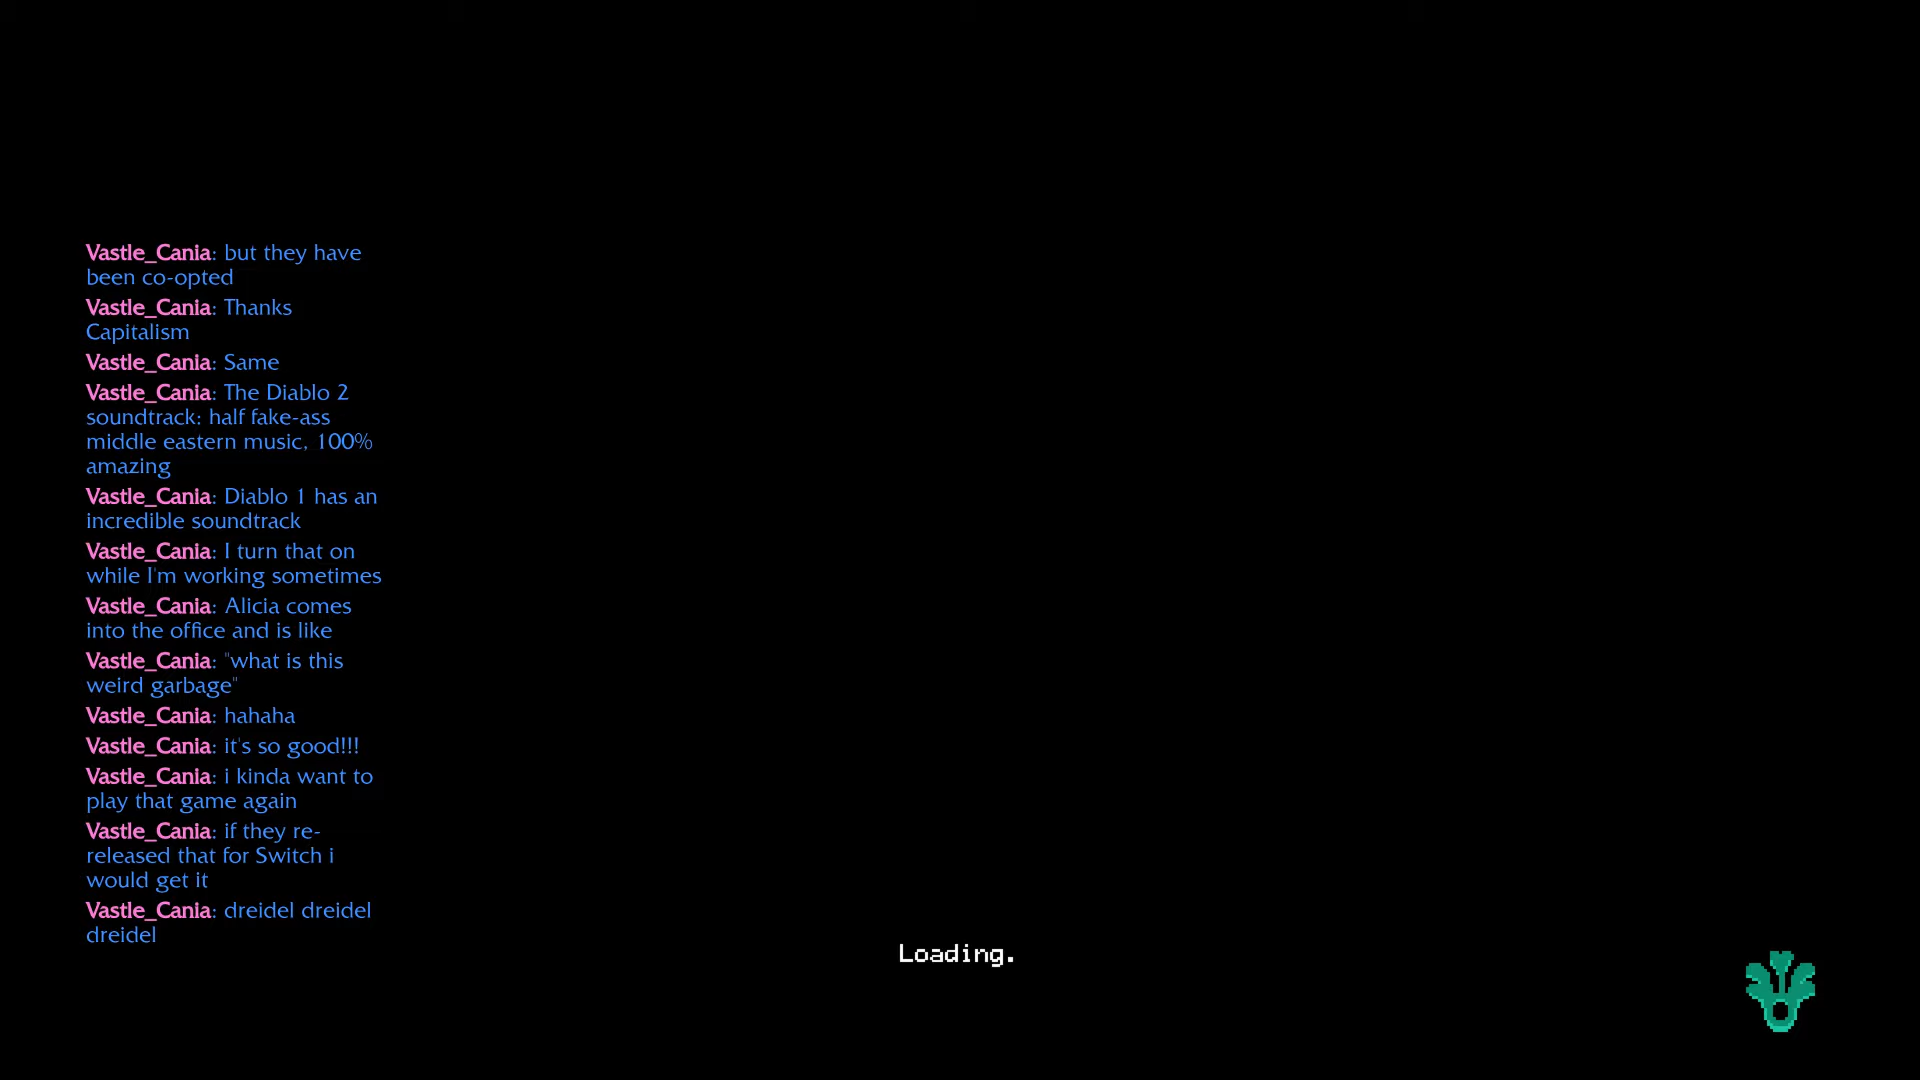 Vastle_Cania: but they have
been co-opted
Vastle_Cania: Thanks
Capitalism
Vastle_Cania: Same
Vastle_Cania: The Diablo 2
soundtrack: half fake-ass
middle eastern music, 100%
amazing
Vastle_Cania: Diablo 1 has an
incredible soundtrack
Vastle_Cania: I turn that on
while I'm working sometimes
Vastle_Cania: Alicia comes
into the office and is like
Vastle_Cania: "what is this
weird garbage"
Vastle_Cania: hahaha
Vastle_Cania: it's so good!!!
Vastle_Cania: i kinda want to
play that game again
Vastle_Cania: if they re-
released that for Switch i
would get it
Vastle_Cania: dreidel dreidel
dreidel
Loading.